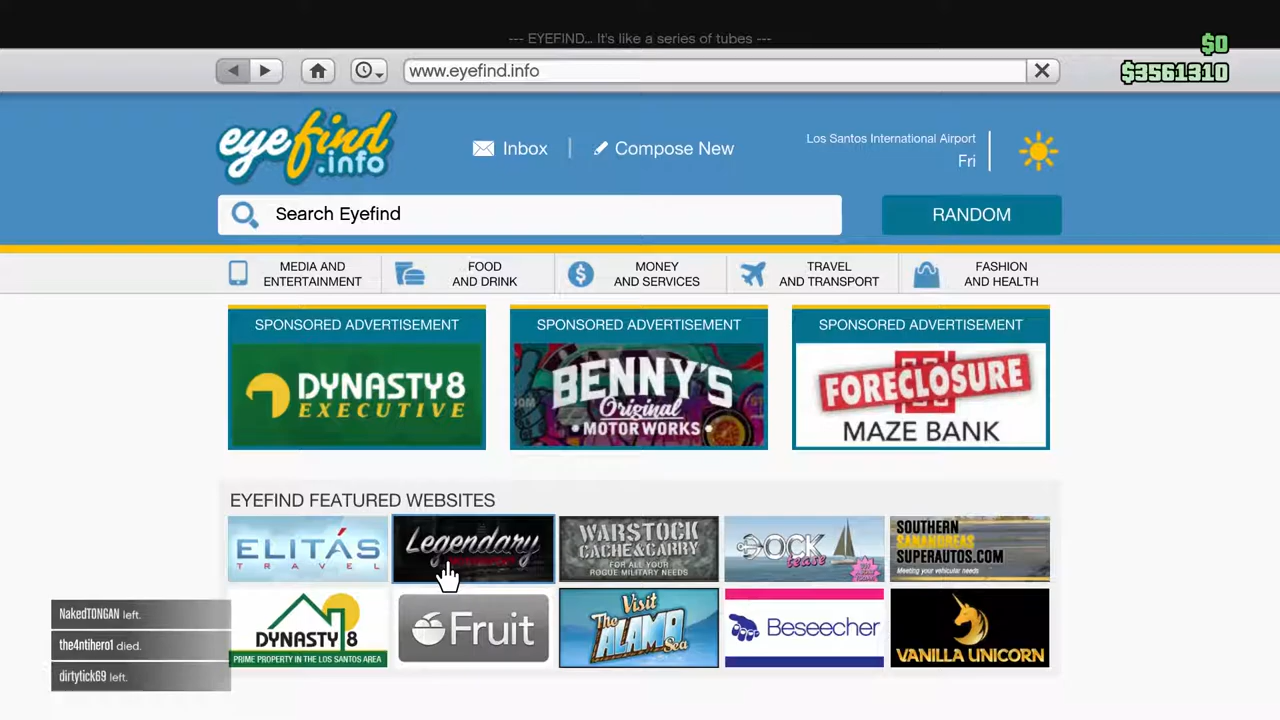 --- EYEFIND... It's like a series of tubes ---
$0
$3561310
www.eyefind.info
eyefind
.info
Inbox
Compose New
Los Santos International Airport
Fri
Search Eyefind
RANDOM
MEDIA AND
ENTERTAINMENT
FOOD
AND DRINK
MONEY
AND SERVICES
TRAVEL
AND TRANSPORT
FASHION
AND HEALTH
SPONSORED ADVERTISEMENT
DYNASTY8
EXECUTIVE
SPONSORED ADVERTISEMENT
BENNY'S
Original
• MOTOR WORKS •
SPONSORED ADVERTISEMENT
FORECLOSURE
MAZE BANK
EYEFIND FEATURED WEBSITES
ELITÁS
TRAVEL
Legendary
WARSTOCK
CACHE & CARRY
FOR ALL YOUR
ROGUE MILITARY NEEDS
DOCK
tease
SOUTHERN
SAN ANDREAS
SUPERAUTOS.COM
Meeting your vehicular needs
DYNASTY 8
PRIME PROPERTY IN THE LOS SANTOS AREA
Fruit
Visit
The
ALAMO
Sea
Beseecher
VANILLA UNICORN
NakedTONGAN left.
the4ntihero1 died.
dirtytick69 left.